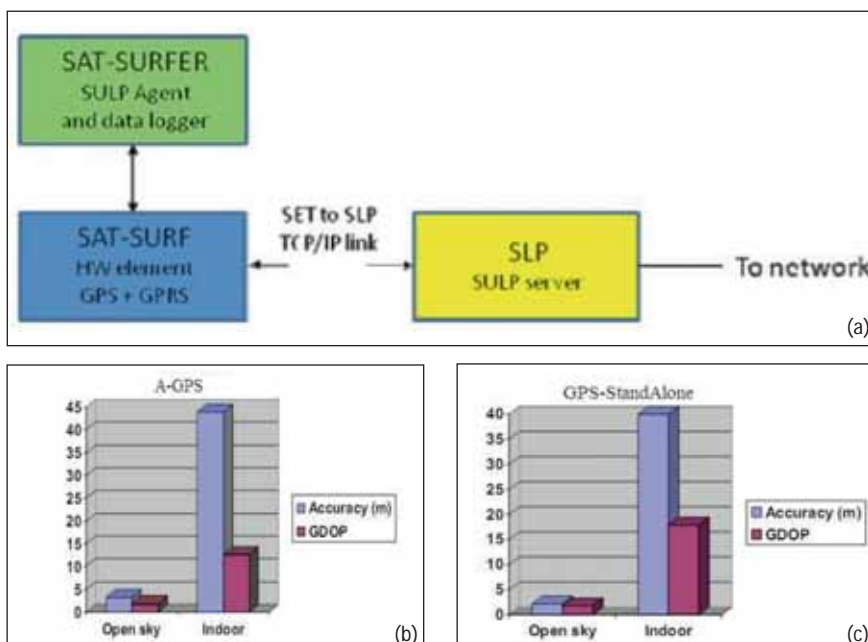 SAT-SURFER
SULP Agent
and data logger
SAT-SURF
HW element
GPS + GPRS
SET to SLP
TCP/IP link
SLP
SULP server
To network
(a)
A-GPS
45
40
35
30
25
20
15
10
5
0
Open sky
Indoor
Accuracy (m)
GDOP
(b)
GPS-StandAlone
40
35
30
25
20
15
10
5
0
Open sky
Indoor
Accuracy (m)
GDOP
(c)